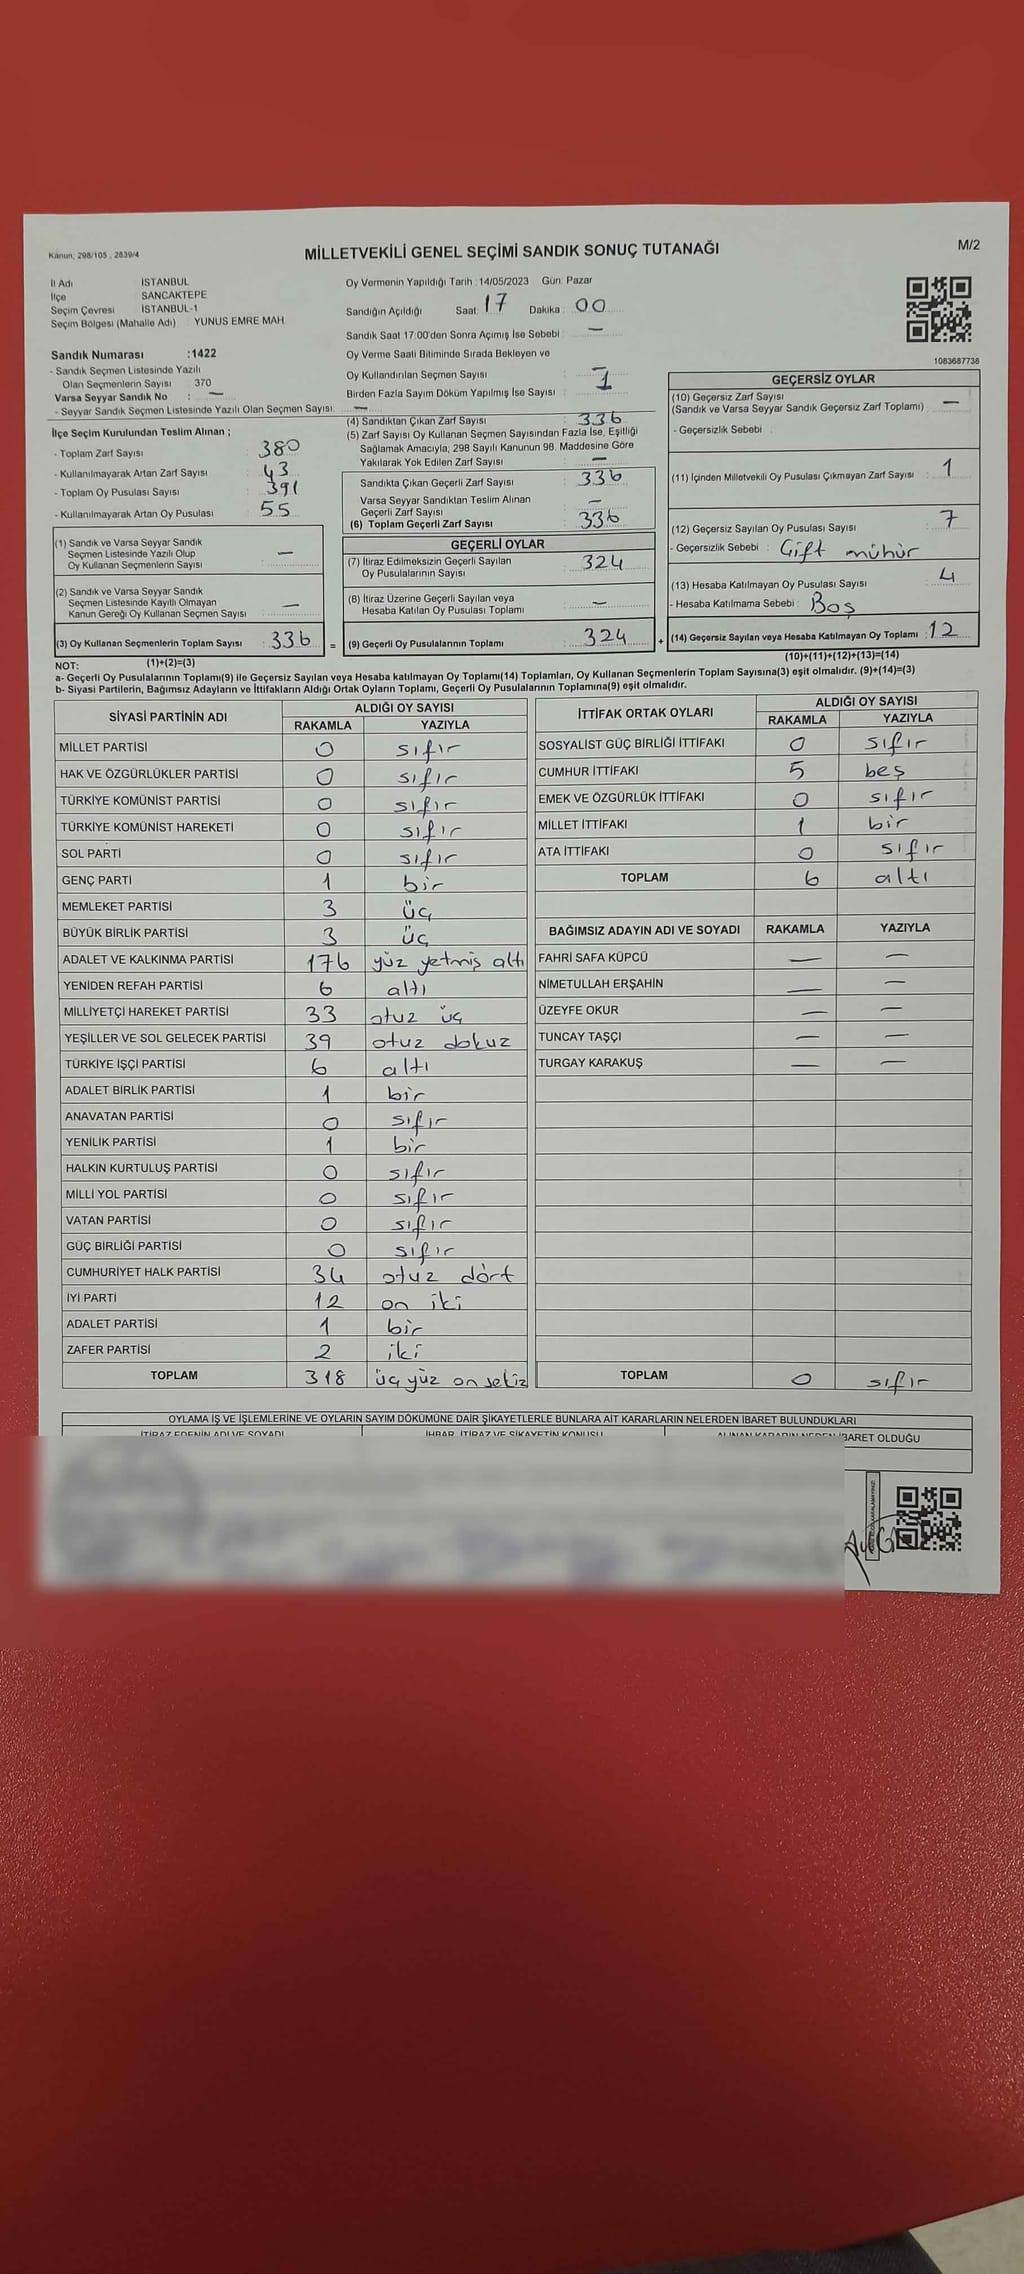 Kanun, 298/105 , 2839/4
MİLLETVEKİLİ GENEL SEÇİMİ SANDIK SONUÇ TUTANAĞI
M/2
İl Adı İSTANBUL
İlçe SANCAKTEPE
Seçim Çevresi İSTANBUL-1
Seçim Bölgesi (Mahalle Adı) : YUNUS EMRE MAH.
Sandık Numarası :1422
- Sandık Seçmen Listesinde Yazılı
Olan Seçmenlerin Sayısı : 370
Varsa Seyyar Sandık No : —
- Seyyar Sandık Seçmen Listesinde Yazılı Olan Seçmen Sayısı: —
Oy Vermenin Yapıldığı Tarih :14/05/2023 Gün: Pazar
Sandığın Açıldığı Saat: 17 Dakika : 00
Sandık Saat 17:00'den Sonra Açımış İse Sebebi : —
Oy Verme Saati Bitiminde Sırada Bekleyen ve
Oy Kullandırılan Seçmen Sayısı : —
Birden Fazla Sayım Döküm Yapılmış İse Sayısı : 1
1083687738
İlçe Seçim Kurulundan Teslim Alınan ;
- Toplam Zarf Sayısı : 380
- Kullanılmayarak Artan Zarf Sayısı : 43
- Toplam Oy Pusulası Sayısı : 391
- Kullanılmayarak Artan Oy Pusulası : 55
(1) Sandık ve Varsa Seyyar Sandık
Seçmen Listesinde Yazılı Olup
Oy Kullanan Seçmenlerin Sayısı : —
(2) Sandık ve Varsa Seyyar Sandık
Seçmen Listesinde Kayıtlı Olmayan
Kanun Gereği Oy Kullanan Seçmen Sayısı : —
(3) Oy Kullanan Seçmenlerin Toplam Sayısı : 336 =
(4) Sandıktan Çıkan Zarf Sayısı : 336
(5) Zarf Sayısı Oy Kullanan Seçmen Sayısından Fazla İse, Eşitliği
Sağlamak Amacıyla, 298 Sayılı Kanunun 98. Maddesine Göre
Yakılarak Yok Edilen Zarf Sayısı : —
Sandıkta Çıkan Geçerli Zarf Sayısı : 336
Varsa Seyyar Sandıktan Teslim Alınan
Geçerli Zarf Sayısı : —
(6) Toplam Geçerli Zarf Sayısı : 336
GEÇERLİ OYLAR
(7) İtiraz Edilmeksizin Geçerli Sayılan
Oy Pusulalarının Sayısı : 324
(8) İtiraz Üzerine Geçerli Sayılan veya
Hesaba Katılan Oy Pusulası Toplamı : —
(9) Geçerli Oy Pusulalarının Toplamı : 324 +
GEÇERSİZ OYLAR
(10) Geçersiz Zarf Sayısı
(Sandık ve Varsa Seyyar Sandık Geçersiz Zarf Toplamı) : —
- Geçersizlik Sebebi :
(11) İçinden Milletvekili Oy Pusulası Çıkmayan Zarf Sayısı : 1
(12) Geçersiz Sayılan Oy Pusulası Sayısı : 7
- Geçersizlik Sebebi : Çift mühür
(13) Hesaba Katılmayan Oy Pusulası Sayısı : 4
- Hesaba Katılmama Sebebi : Boş
(14) Geçersiz Sayılan veya Hesaba Katılmayan Oy Toplamı : 12
(10)+(11)+(12)+(13)=(14)
NOT: (1)+(2)=(3)
a- Geçerli Oy Pusulalarının Toplamı(9) ile Geçersiz Sayılan veya Hesaba katılmayan Oy Toplamı(14) Toplamları, Oy Kullanan Seçmenlerin Toplam Sayısına(3) eşit olmalıdır. (9)+(14)=(3)
b- Siyasi Partilerin, Bağımsız Adayların ve İttifakların Aldığı Ortak Oyların Toplamı, Geçerli Oy Pusulalarının Toplamına(9) eşit olmalıdır.
SİYASİ PARTİNİN ADI ALDIĞI OY SAYISI
RAKAMLA YAZIYLA
MİLLET PARTİSİ 0 sıfır
HAK VE ÖZGÜRLÜKLER PARTİSİ 0 sıfır
TÜRKİYE KOMÜNİST PARTİSİ 0 sıfır
TÜRKİYE KOMÜNİST HAREKETİ 0 sıfır
SOL PARTİ 0 sıfır
GENÇ PARTİ 1 bir
MEMLEKET PARTİSİ 3 üç
BÜYÜK BİRLİK PARTİSİ 3 üç
ADALET VE KALKINMA PARTİSİ 176 yüz yetmiş altı
YENİDEN REFAH PARTİSİ 6 altı
MİLLİYETÇİ HAREKET PARTİSİ 33 otuz üç
YEŞİLLER VE SOL GELECEK PARTİSİ 39 otuz dokuz
TÜRKİYE İŞÇİ PARTİSİ 6 altı
ADALET BİRLİK PARTİSİ 1 bir
ANAVATAN PARTİSİ 0 sıfır
YENİLİK PARTİSİ 1 bir
HALKIN KURTULUŞ PARTİSİ 0 sıfır
MİLLİ YOL PARTİSİ 0 sıfır
VATAN PARTİSİ 0 sıfır
GÜÇ BİRLİĞİ PARTİSİ 0 sıfır
CUMHURİYET HALK PARTİSİ 34 otuz dört
İYİ PARTİ 12 on iki
ADALET PARTİSİ 1 bir
ZAFER PARTİSİ 2 iki
TOPLAM 318 üç yüz on sekiz
İTTİFAK ORTAK OYLARI ALDIĞI OY SAYISI
RAKAMLA YAZIYLA
SOSYALİST GÜÇ BİRLİĞİ İTTİFAKI 0 sıfır
CUMHUR İTTİFAKI 5 beş
EMEK VE ÖZGÜRLÜK İTTİFAKI 0 sıfır
MİLLET İTTİFAKI 1 bir
ATA İTTİFAKI 0 sıfır
TOPLAM 6 altı
BAĞIMSIZ ADAYIN ADI VE SOYADI RAKAMLA YAZIYLA
FAHRİ SAFA KÜPCÜ — —
NİMETULLAH ERŞAHİN — —
ÜZEYFE OKUR — —
TUNCAY TAŞÇI — —
TURGAY KARAKUŞ — —
TOPLAM 0 sıfır
OYLAMA İŞ VE İŞLEMLERİNE VE OYLARIN SAYIM DÖKÜMÜNE DAİR ŞİKAYETLERLE BUNLARA AİT KARARLARIN NELERDEN İBARET BULUNDUKLARI
İTİRAZ EDENİN ADI VE SOYADI İHBAR, İTİRAZ VE ŞİKAYETİN KONUSU ALINAN KARARIN NEDEN İBARET OLDUĞU